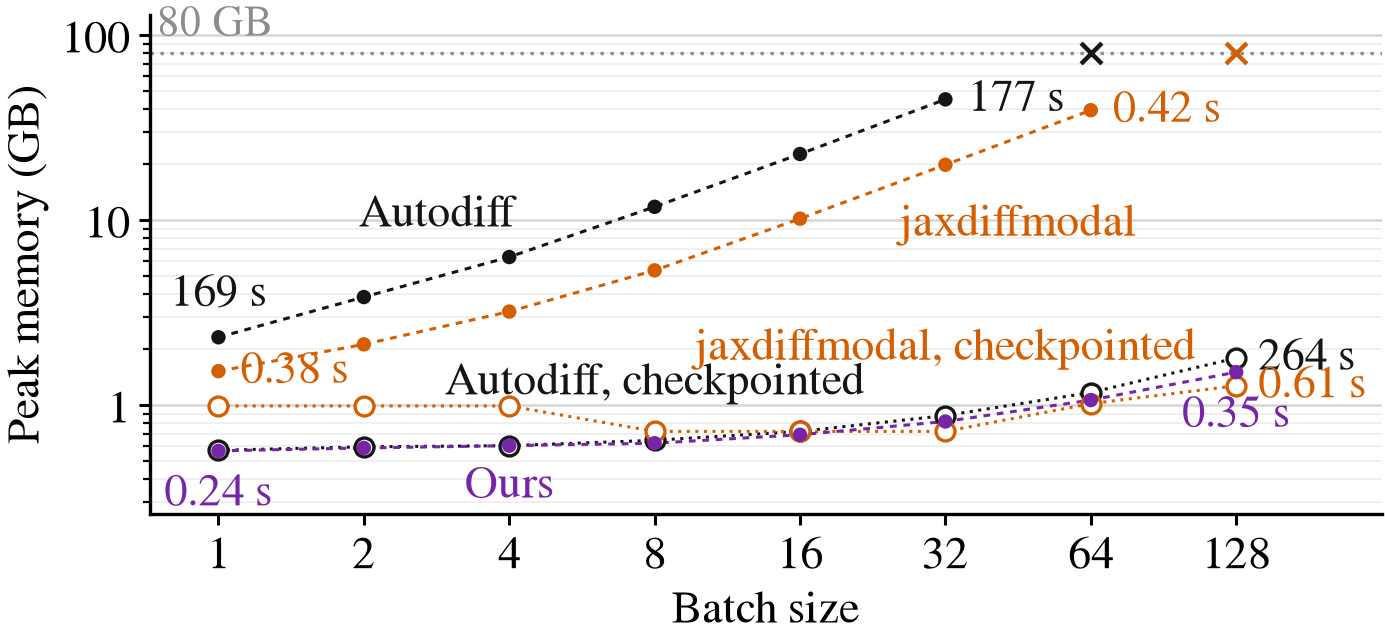 80 GB
100
177 s
0.42 s
Autodiff
10
jaxdiffmodal
169 s
0.38 s
jaxdiffmodal, checkpointed
264 s
Autodiff, checkpointed
0.61 s
1
0.35 s
Ours
0.24 s
Peak memory (GB)
1 2 4 8 16 32 64 128
Batch size